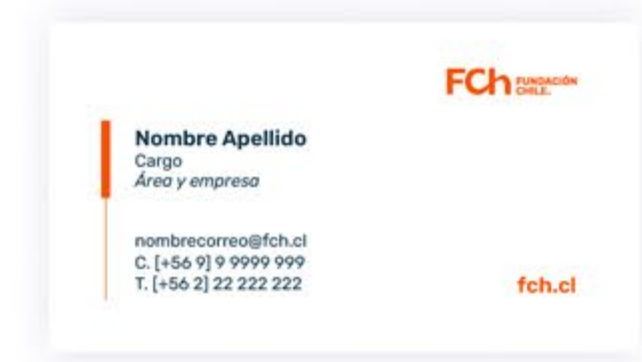 FCh FUNDACIÓN
CHILE.
Nombre Apellido
Cargo
Área y empresa
nombrecorreo@fch.cl
C. [+56 9] 9 9999 999
T. [+56 2] 22 222 222
fch.cl